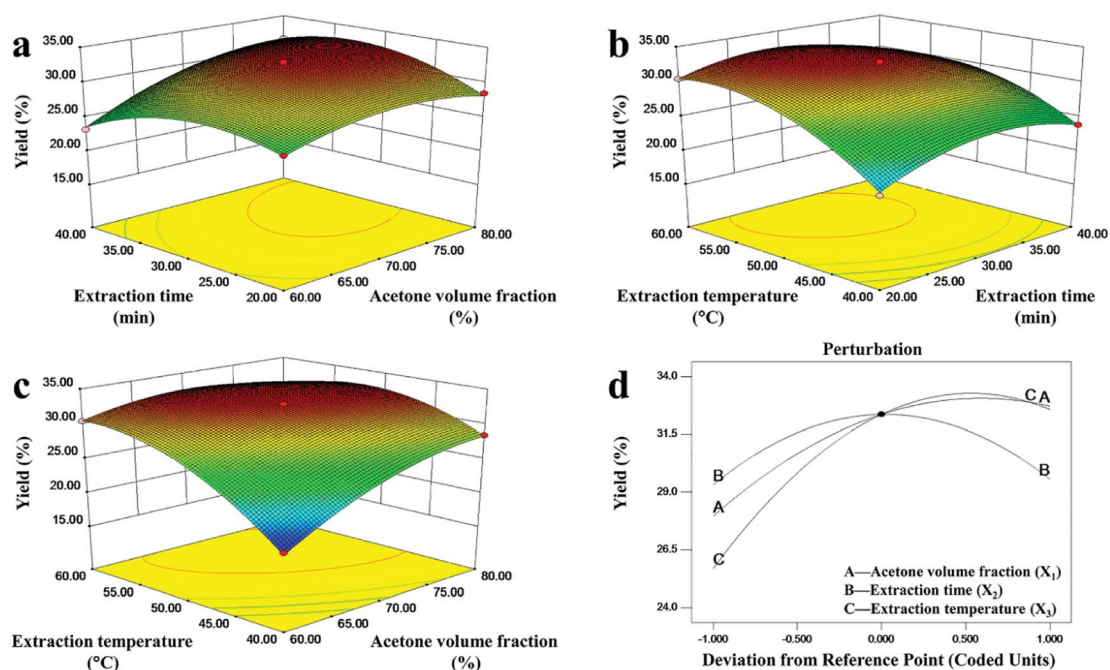 a
35.00
30.00
25.00
20.00
15.00
Yield (%)
40.00
35.00
30.00
25.00
20.00
60.00
65.00
70.00
75.00
80.00
Extraction time
(min)
Acetone volume fraction
(%)
b
35.00
30.00
25.00
20.00
15.00
Yield (%)
60.00
55.00
50.00
45.00
40.00
20.00
25.00
30.00
35.00
40.00
Extraction temperature
(°C)
Extraction time
(min)
c
35.00
30.00
25.00
20.00
15.00
Yield (%)
60.00
55.00
50.00
45.00
40.00
60.00
65.00
70.00
75.00
80.00
Extraction temperature
(°C)
Acetone volume fraction
(%)
d
Perturbation
34.0
31.5
29.0
26.5
24.0
Yield (%)
B
A
C
C A
B
A—Acetone volume fraction (X₁)
B—Extraction time (X₂)
C—Extraction temperature (X₃)
-1.000
-0.500
0.000
0.500
1.000
Deviation from Reference Point (Coded Units)